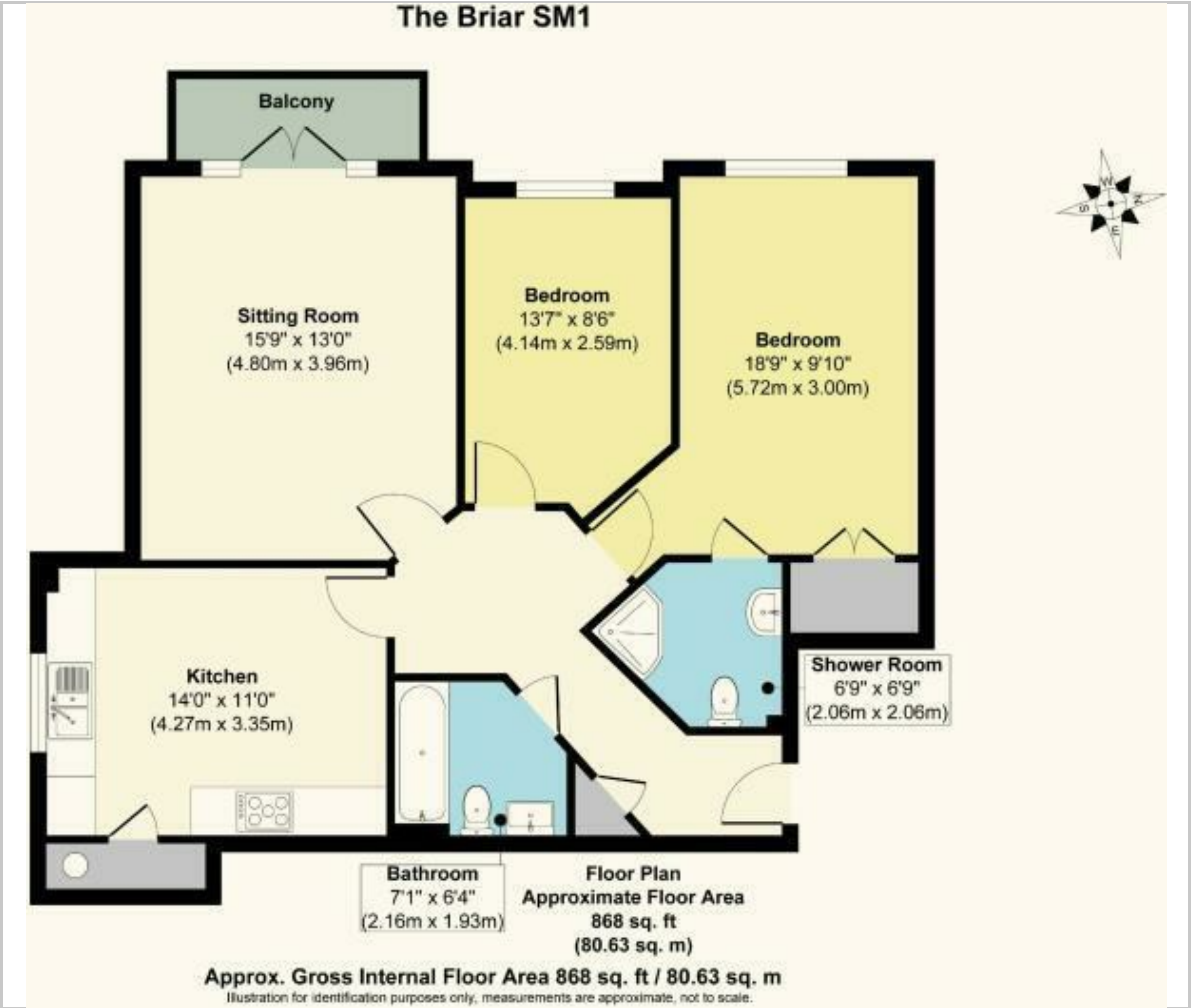 The Briar SM1
Balcony
W
N
S
E
Sitting Room
15'9" x 13'0"
(4.80m x 3.96m)
Bedroom
13'7" x 8'6"
(4.14m x 2.59m)
Bedroom
18'9" x 9'10"
(5.72m x 3.00m)
Kitchen
14'0" x 11'0"
(4.27m x 3.35m)
Shower Room
6'9" x 6'9"
(2.06m x 2.06m)
Bathroom
7'1" x 6'4"
(2.16m x 1.93m)
Floor Plan
Approximate Floor Area
868 sq. ft
(80.63 sq. m)
Approx. Gross Internal Floor Area 868 sq. ft / 80.63 sq. m
Illustration for identification purposes only, measurements are approximate, not to scale.